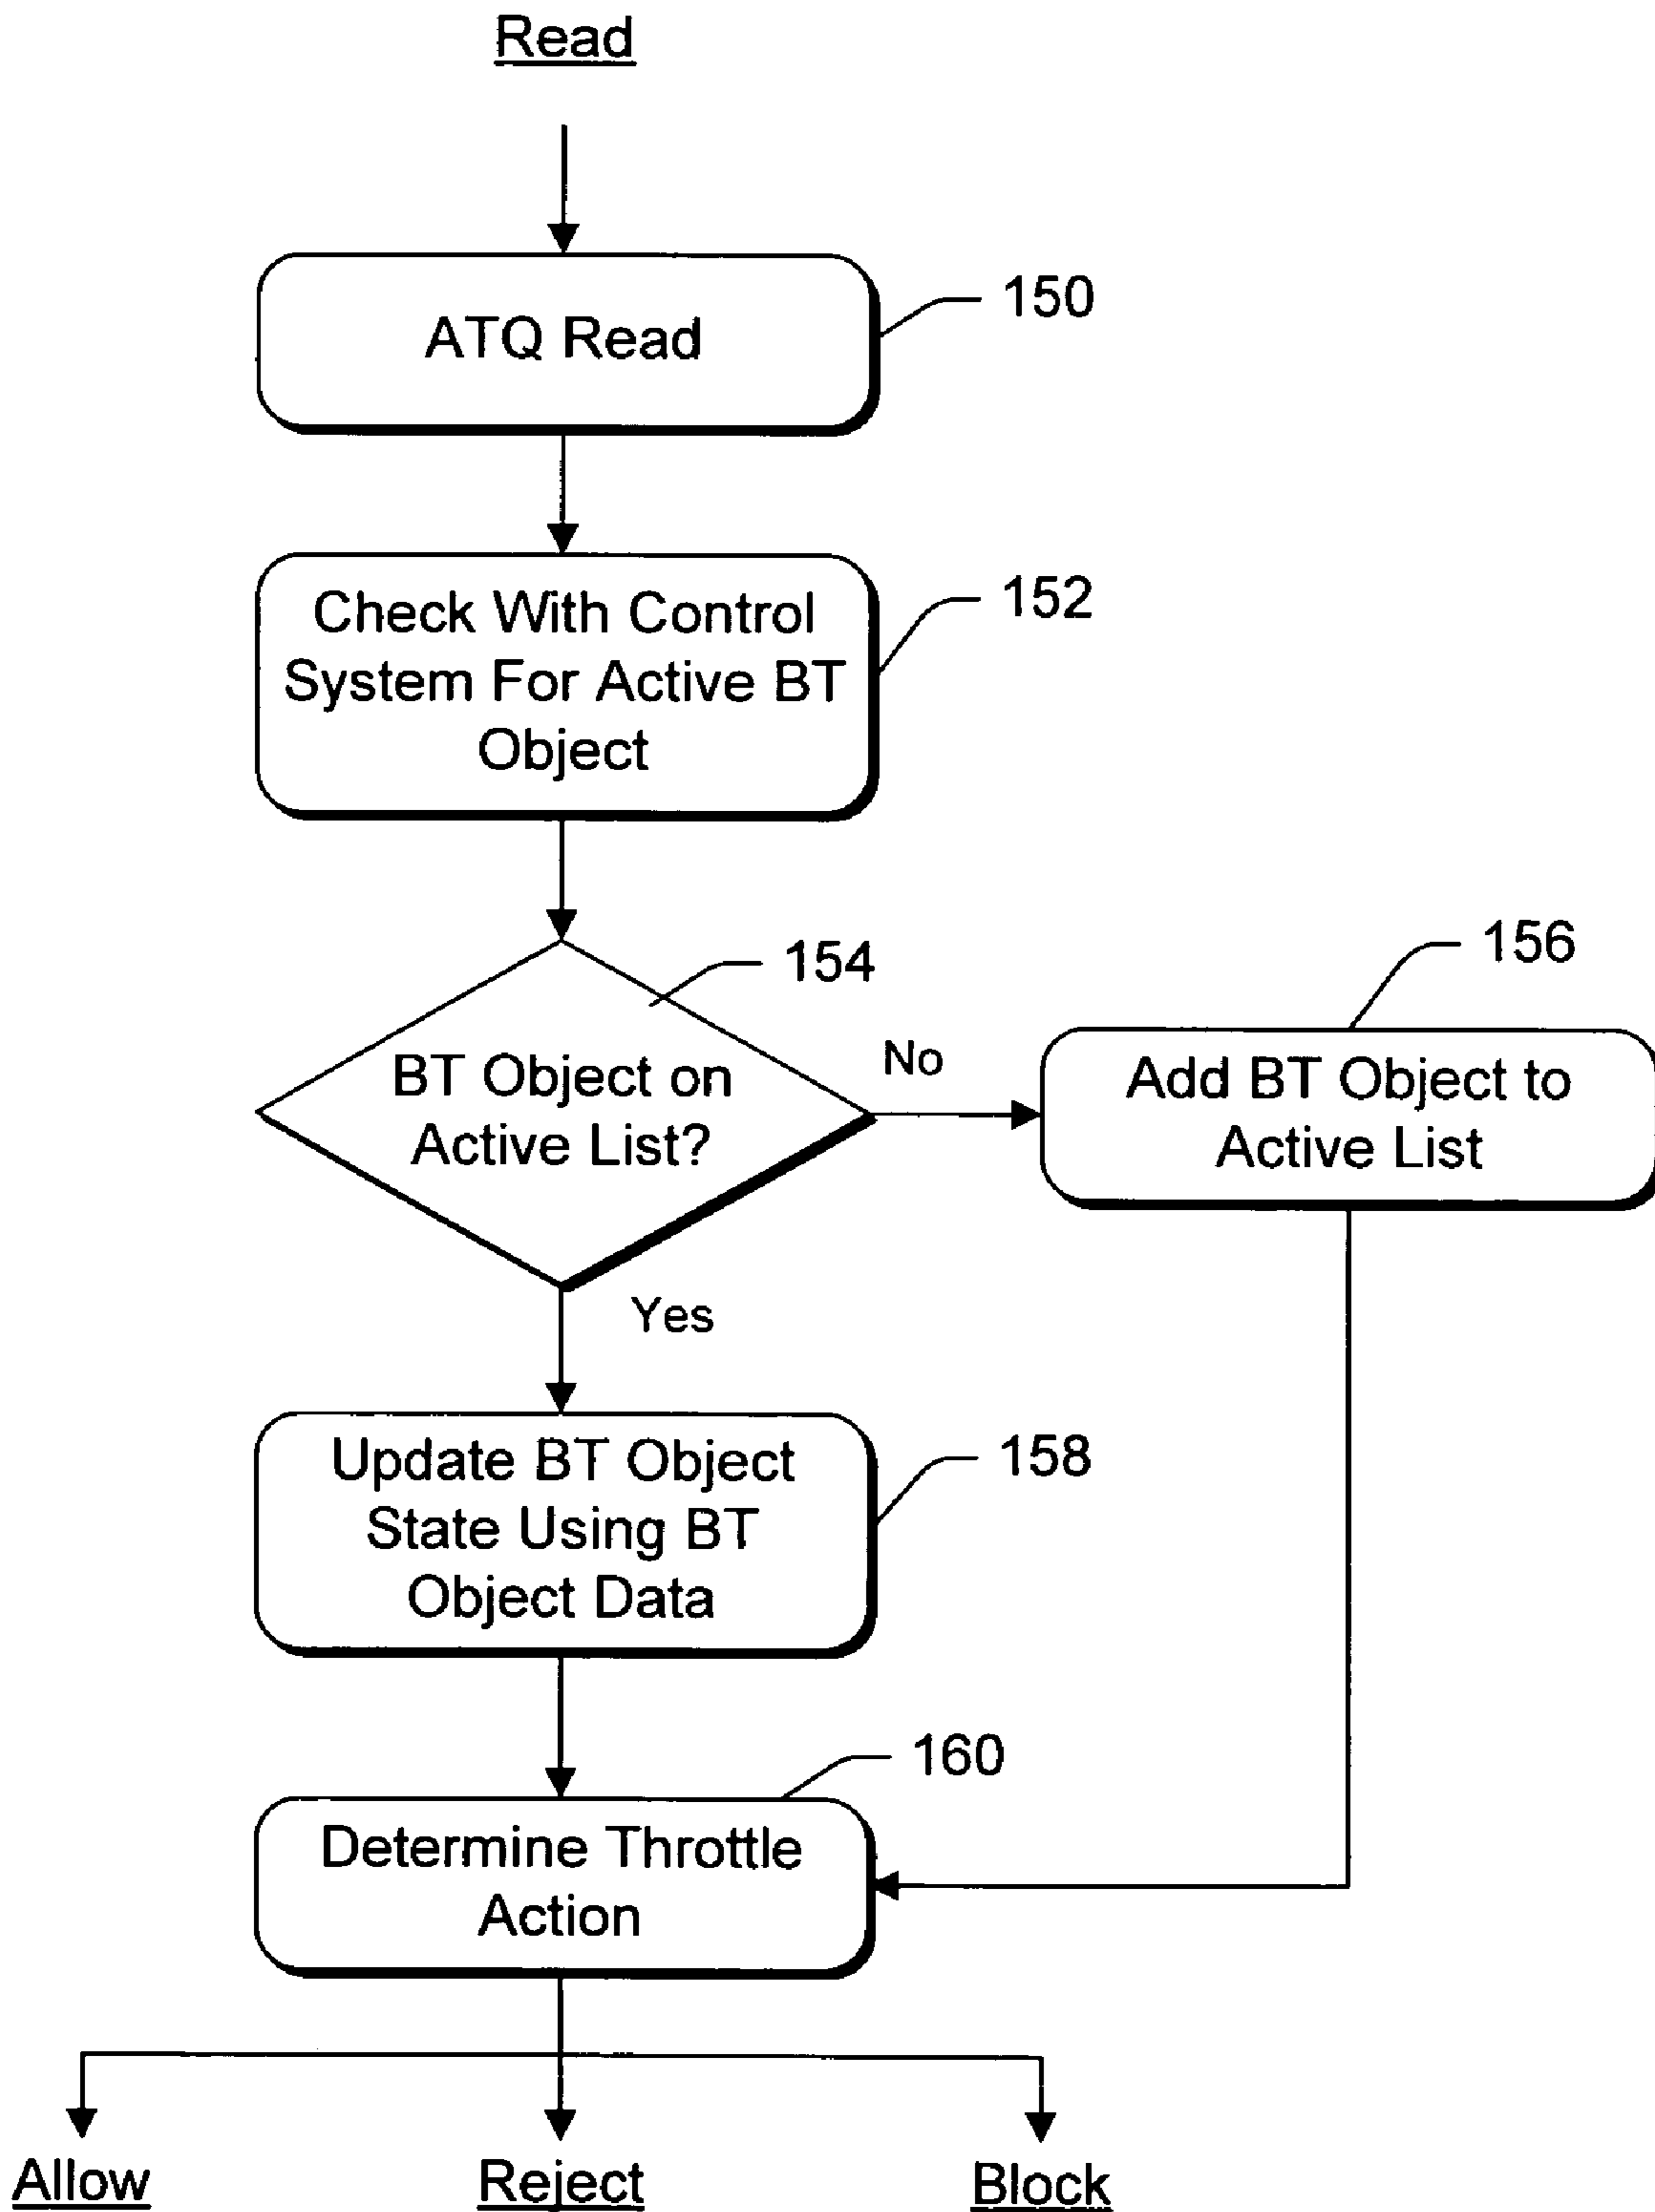 Read
ATQ Read
150
Check With Control
System For Active BT
Object
152
154
BT Object on
Active List?
No
156
Add BT Object to
Active List
Yes
Update BT Object
State Using BT
Object Data
158
160
Determine Throttle
Action
Allow
Reject
Block